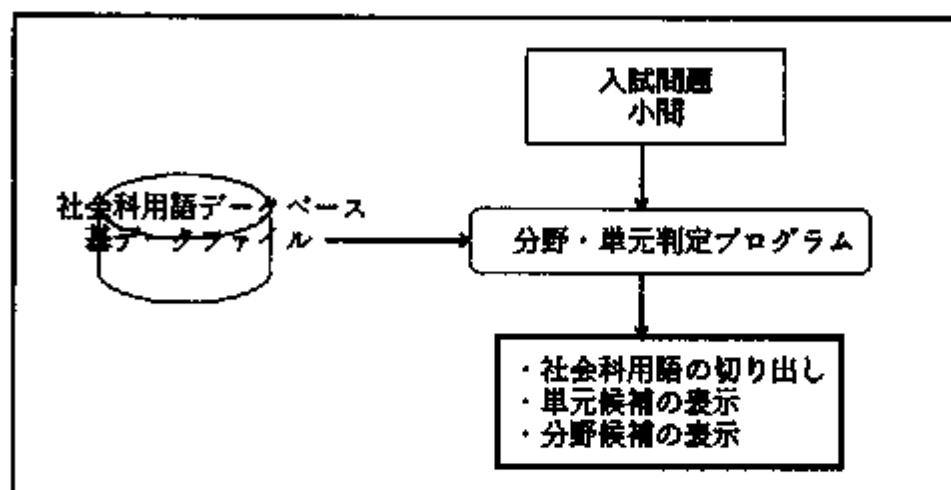 入試問題
小問
社会科用語データベース
基データファイル
分野・単元判定プログラム
・社会科用語の切り出し
・単元候補の表示
・分野候補の表示